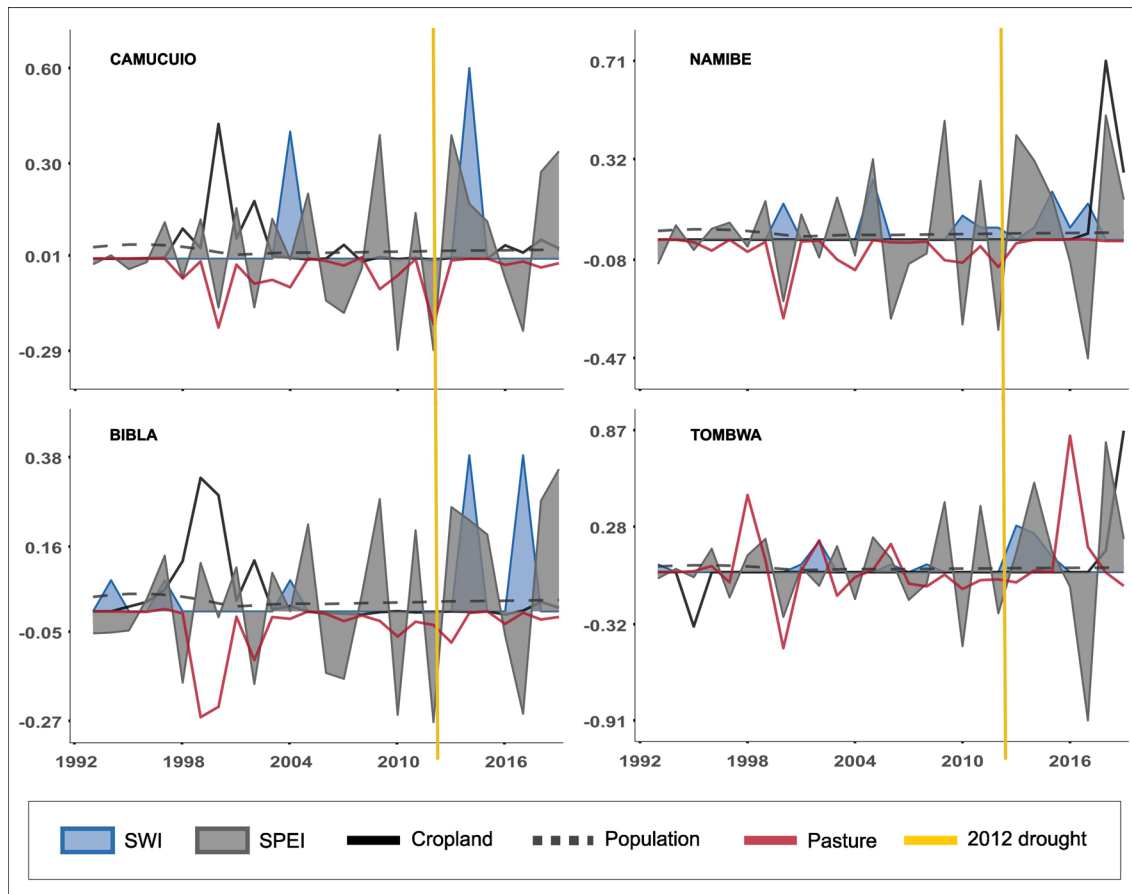 CAMUCUIO
0.60
0.30
0.01
-0.29
NAMIBE
0.71
0.32
-0.08
-0.47
BIBLA
0.38
0.16
-0.05
-0.27
1992 1998 2004 2010 2016
TOMBWA
0.87
0.28
-0.32
-0.91
1992 1998 2004 2010 2016
SWI SPEI Cropland Population Pasture 2012 drought